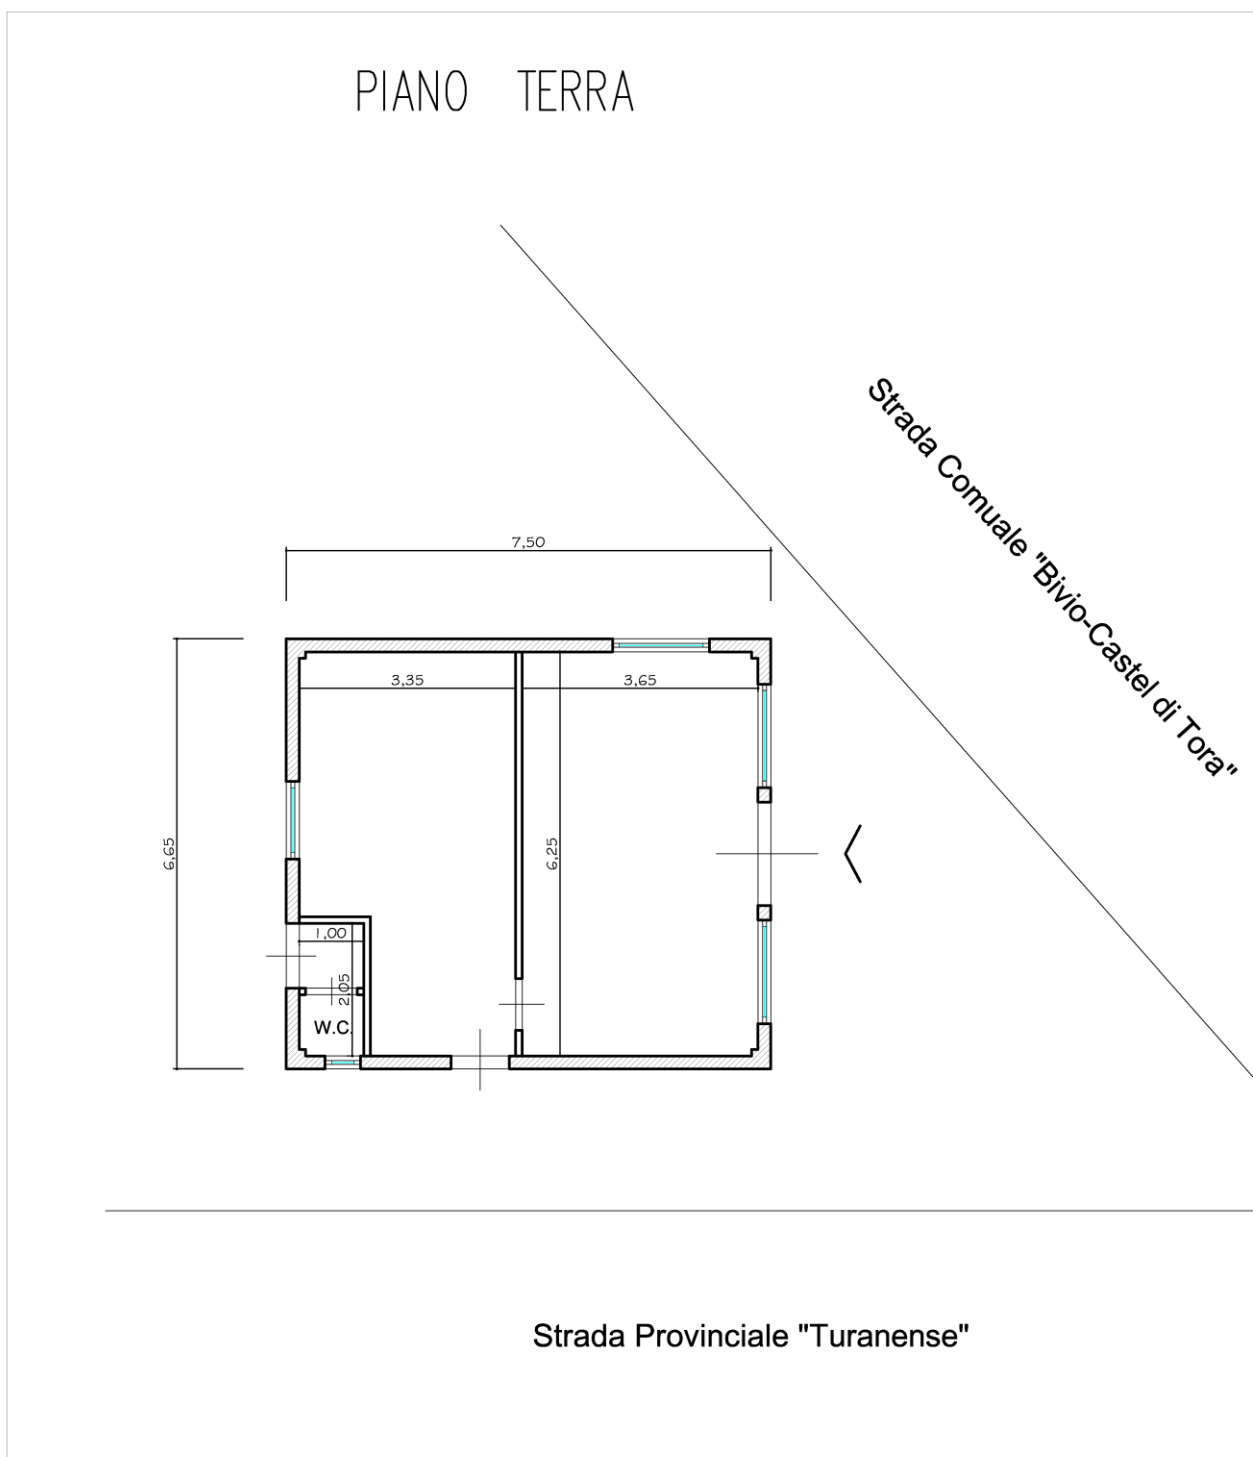 PIANO TERRA
Strada Comuale "Bivio-Castel di Tora"
7,50
3,35
3,65
6,65
6,25
1,00
2,05
W.C.
Strada Provinciale "Turanense"